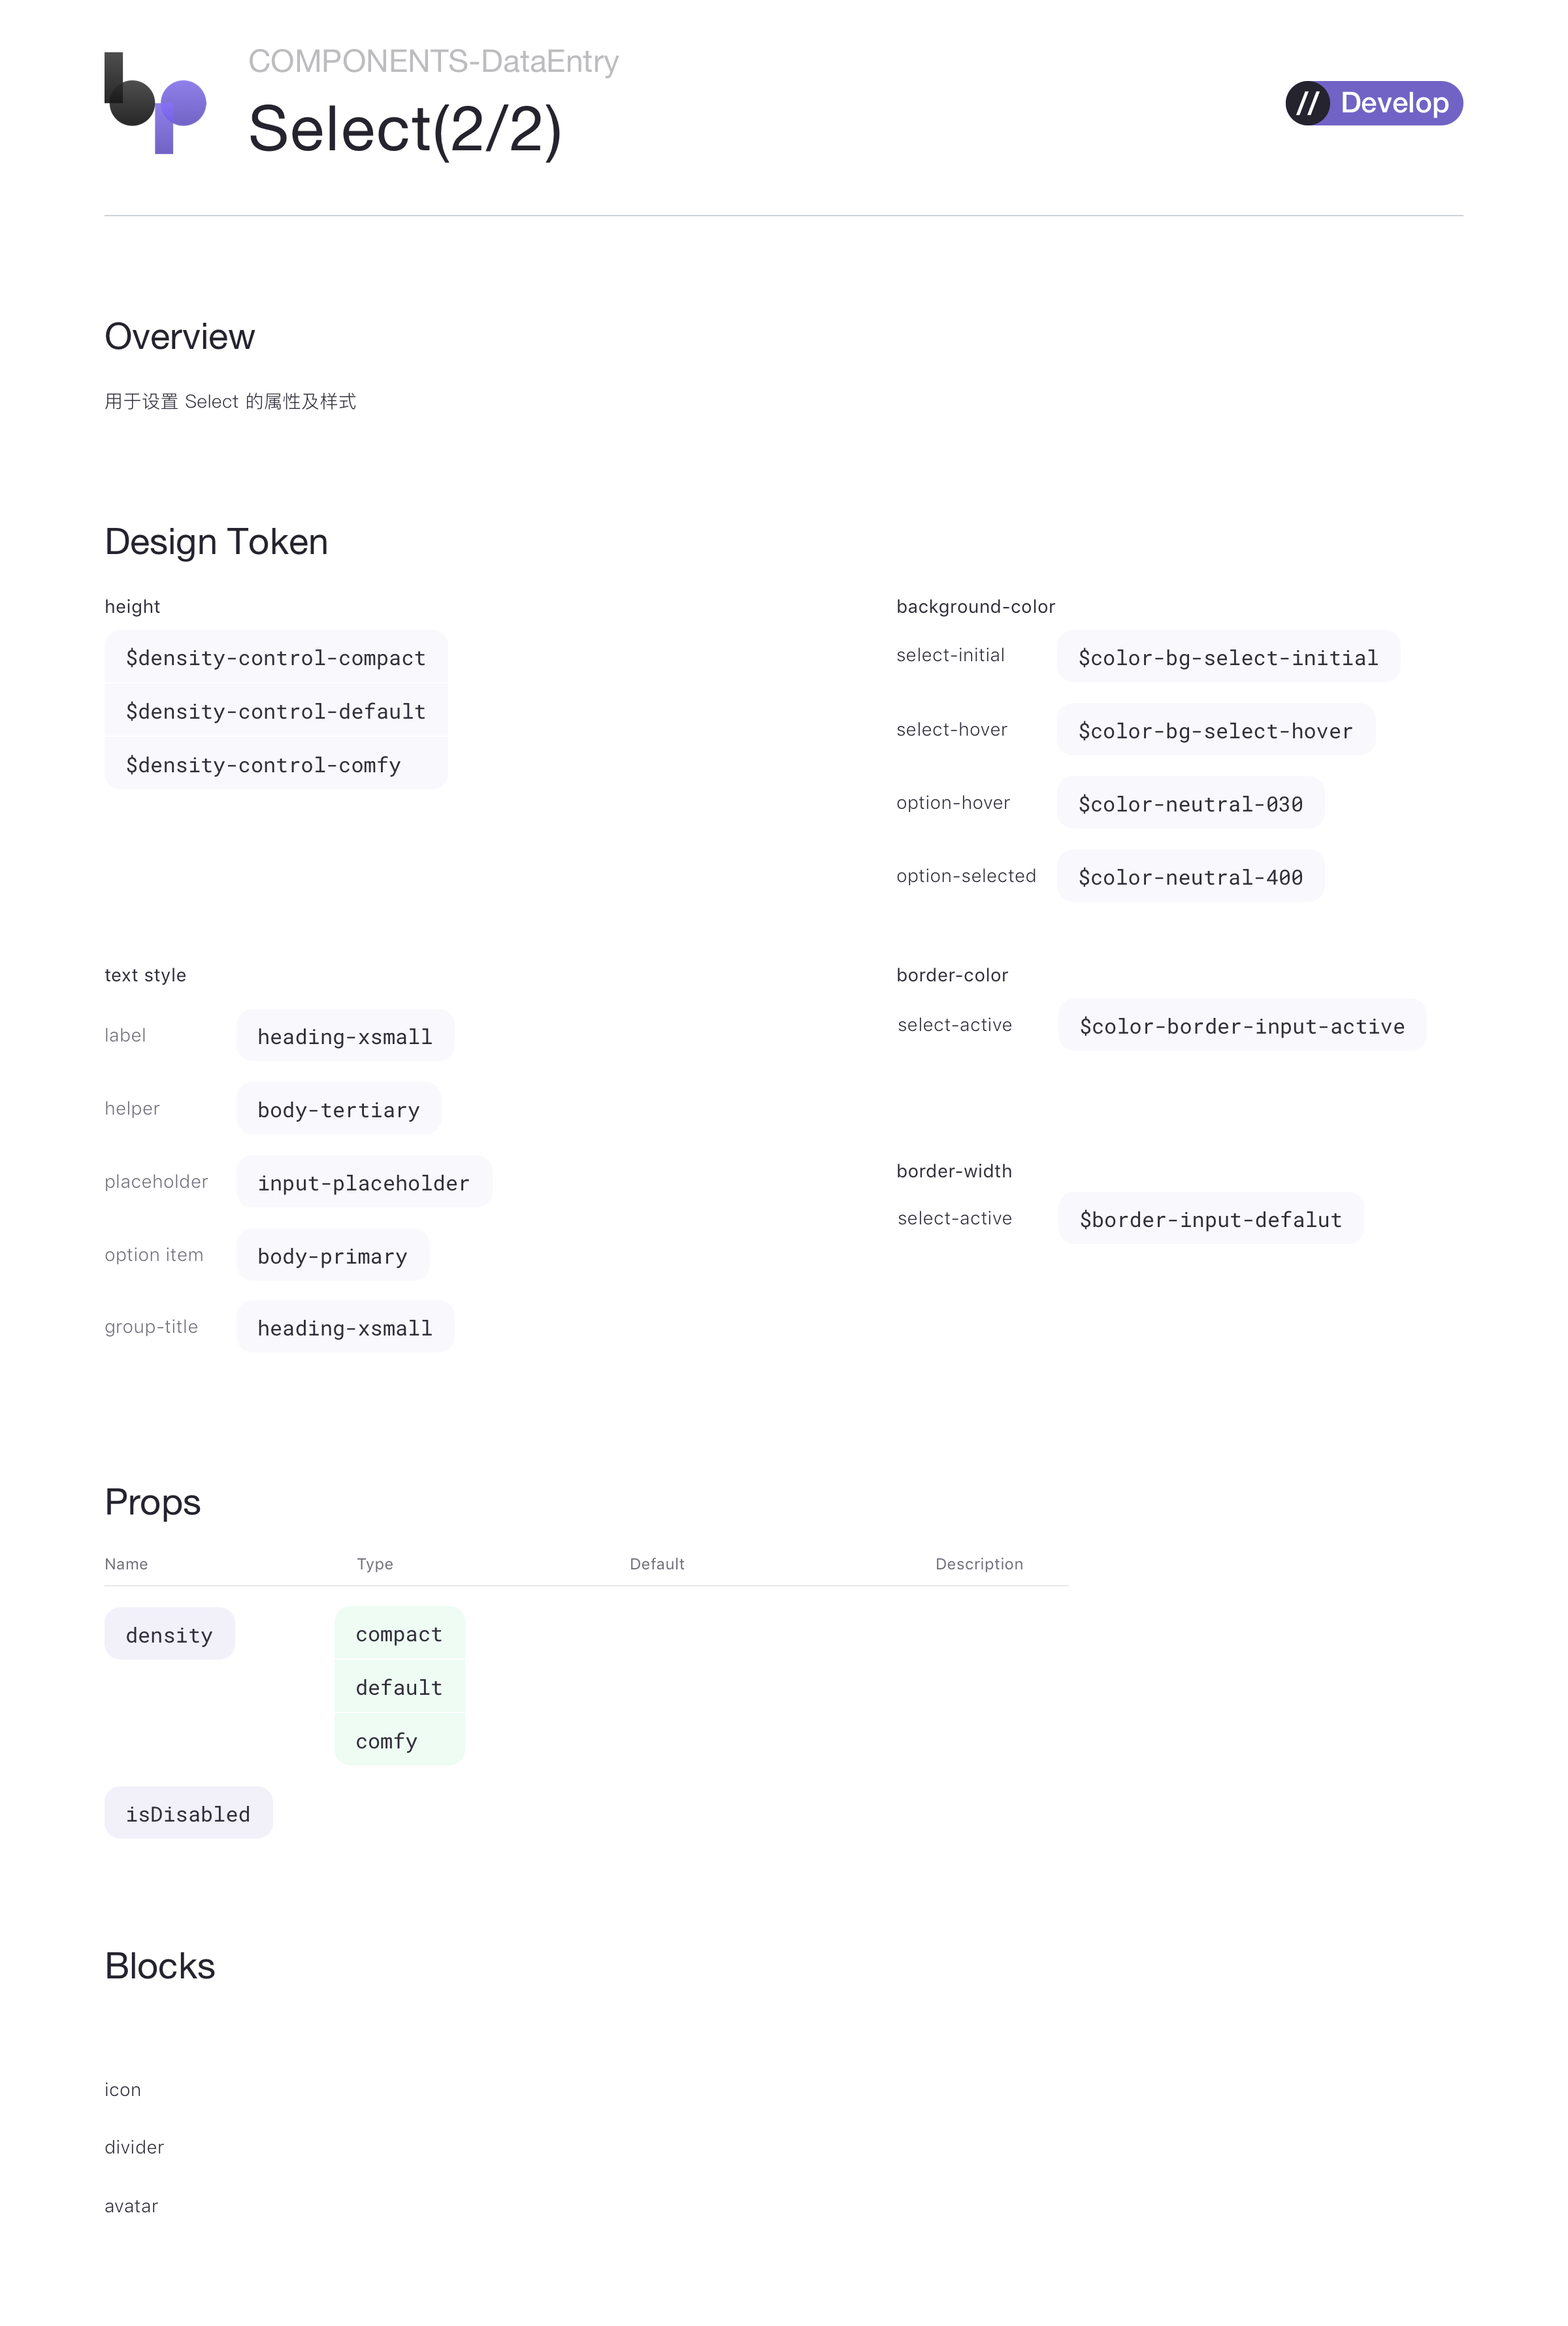 bp
COMPONENTS-DataEntry
Select(2/2)
// Develop
Overview
用于设置 Select 的属性及样式
Design Token
height
$density-control-compact
$density-control-default
$density-control-comfy
background-color
select-initial $color-bg-select-initial
select-hover $color-bg-select-hover
option-hover $color-neutral-030
option-selected $color-neutral-400
text style
label heading-xsmall
helper body-tertiary
placeholder input-placeholder
option item body-primary
group-title heading-xsmall
border-color
select-active $color-border-input-active
border-width
select-active $border-input-defalut
Props
Name Type Default Description
density compact
default
comfy
isDisabled
Blocks
icon
divider
avatar